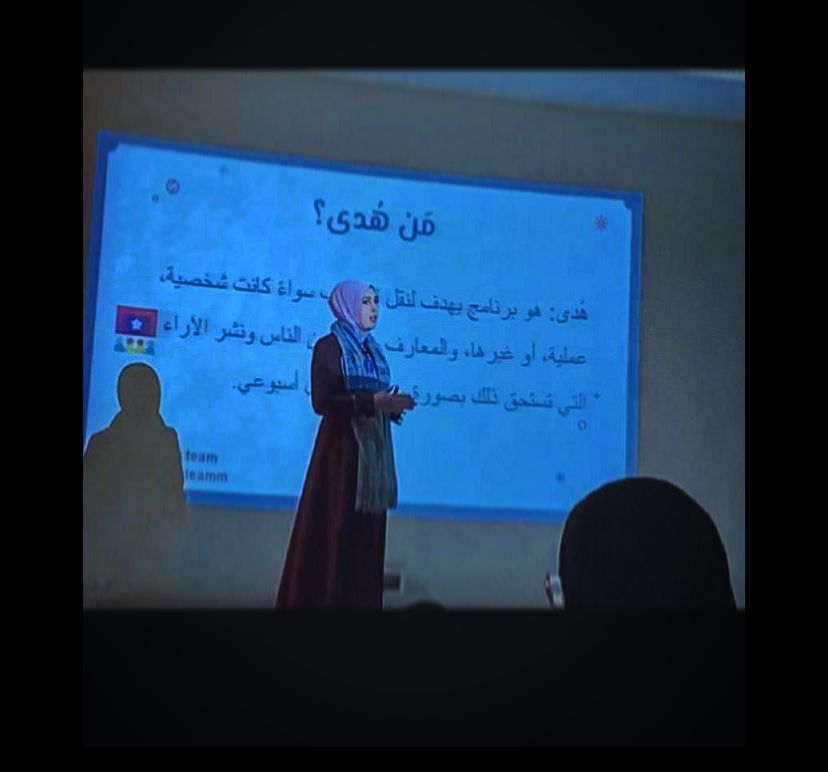 مَن هُدى؟
هُدى: هو برنامج يهدف لنقل سواءً كانت شخصية،
عملية، أو غيرها، والمعارف الناس ونشر الأراء
التي تستحق ذلك بصورة أسبوعي.
team
teamm